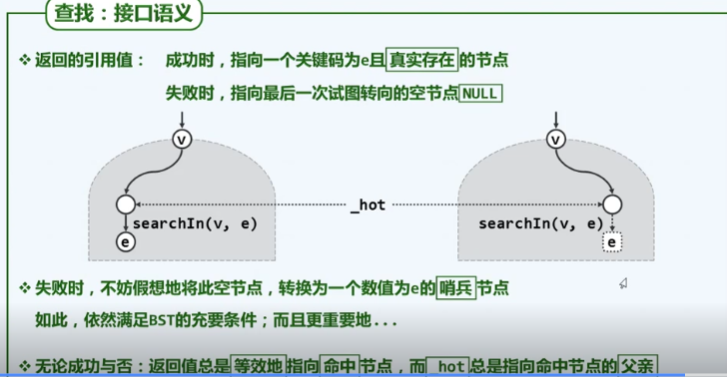 查找：接口语义
❖ 返回的引用值： 成功时，指向一个关键码为e且真实存在的节点
失败时，指向最后一次试图转向的空节点NULL
v
v
_hot
searchIn(v, e)
searchIn(v, e)
e
e
❖ 失败时，不妨假想地将此空节点，转换为一个数值为e的哨兵节点
如此，依然满足BST的充要条件；而且更重要地...
❖ 无论成功与否：返回值总是等效地指向命中节点，而_hot总是指向命中节点的父亲